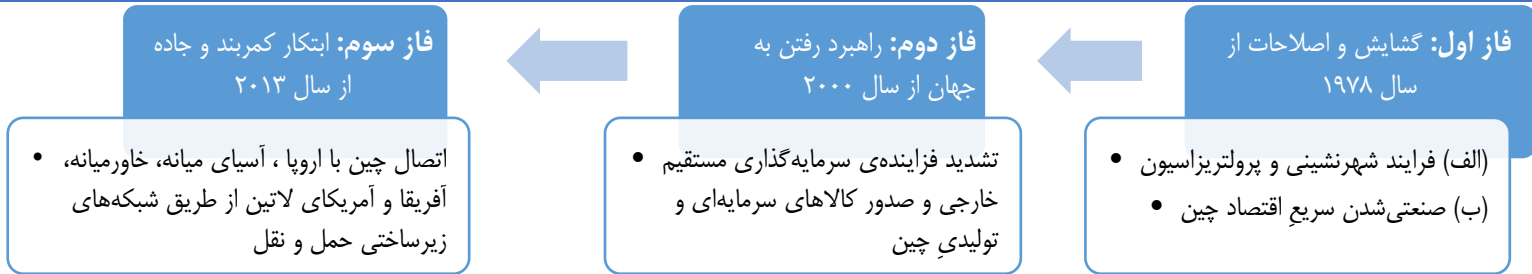 فاز اول: گشایش و اصلاحات از
سال ۱۹۷۸
(الف) فرایند شهرنشینی و پرولتریزاسیون
(ب) صنعتی‌شدن سریعِ اقتصاد چین
فاز دوم: راهبرد رفتن به
جهان از سال ۲۰۰۰
تشدید فزاینده‌ی سرمایه‌گذاری مستقیم
خارجی و صدور کالاهای سرمایه‌ای و
تولیدیِ چین
فاز سوم: ابتکار کمربند و جاده
از سال ۲۰۱۳
اتصال چین با اروپا ، آسیای میانه، خاورمیانه،
آفریقا و آمریکای لاتین از طریق شبکه‌های
زیرساختی حمل و نقل